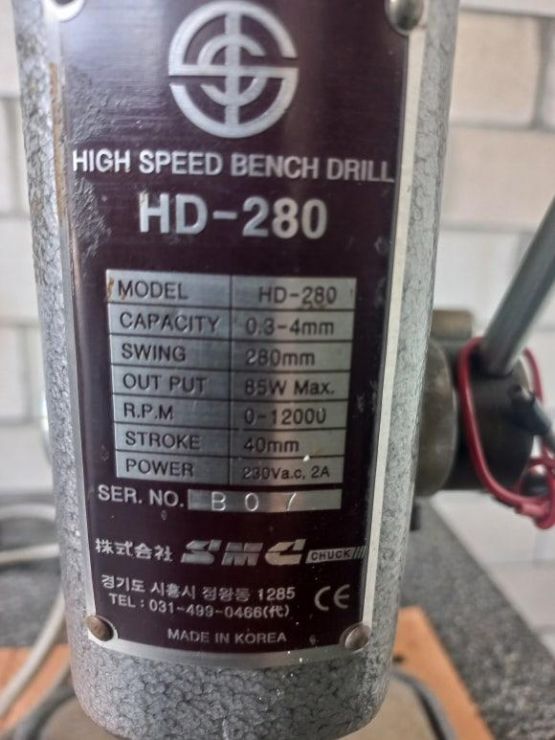 HIGH SPEED BENCH DRILL
HD-280
MODEL HD-280
CAPACITY 0.3-4mm
SWING 280mm
OUT PUT 85W Max.
R.P.M 0-12000
STROKE 40mm
POWER 230Va.c, 2A
SER. NO. B 0 7
株式会社 SMC CHUCK
경기도 시흥시 정왕동 1285
TEL : 031-499-0466(代) CE
MADE IN KOREA